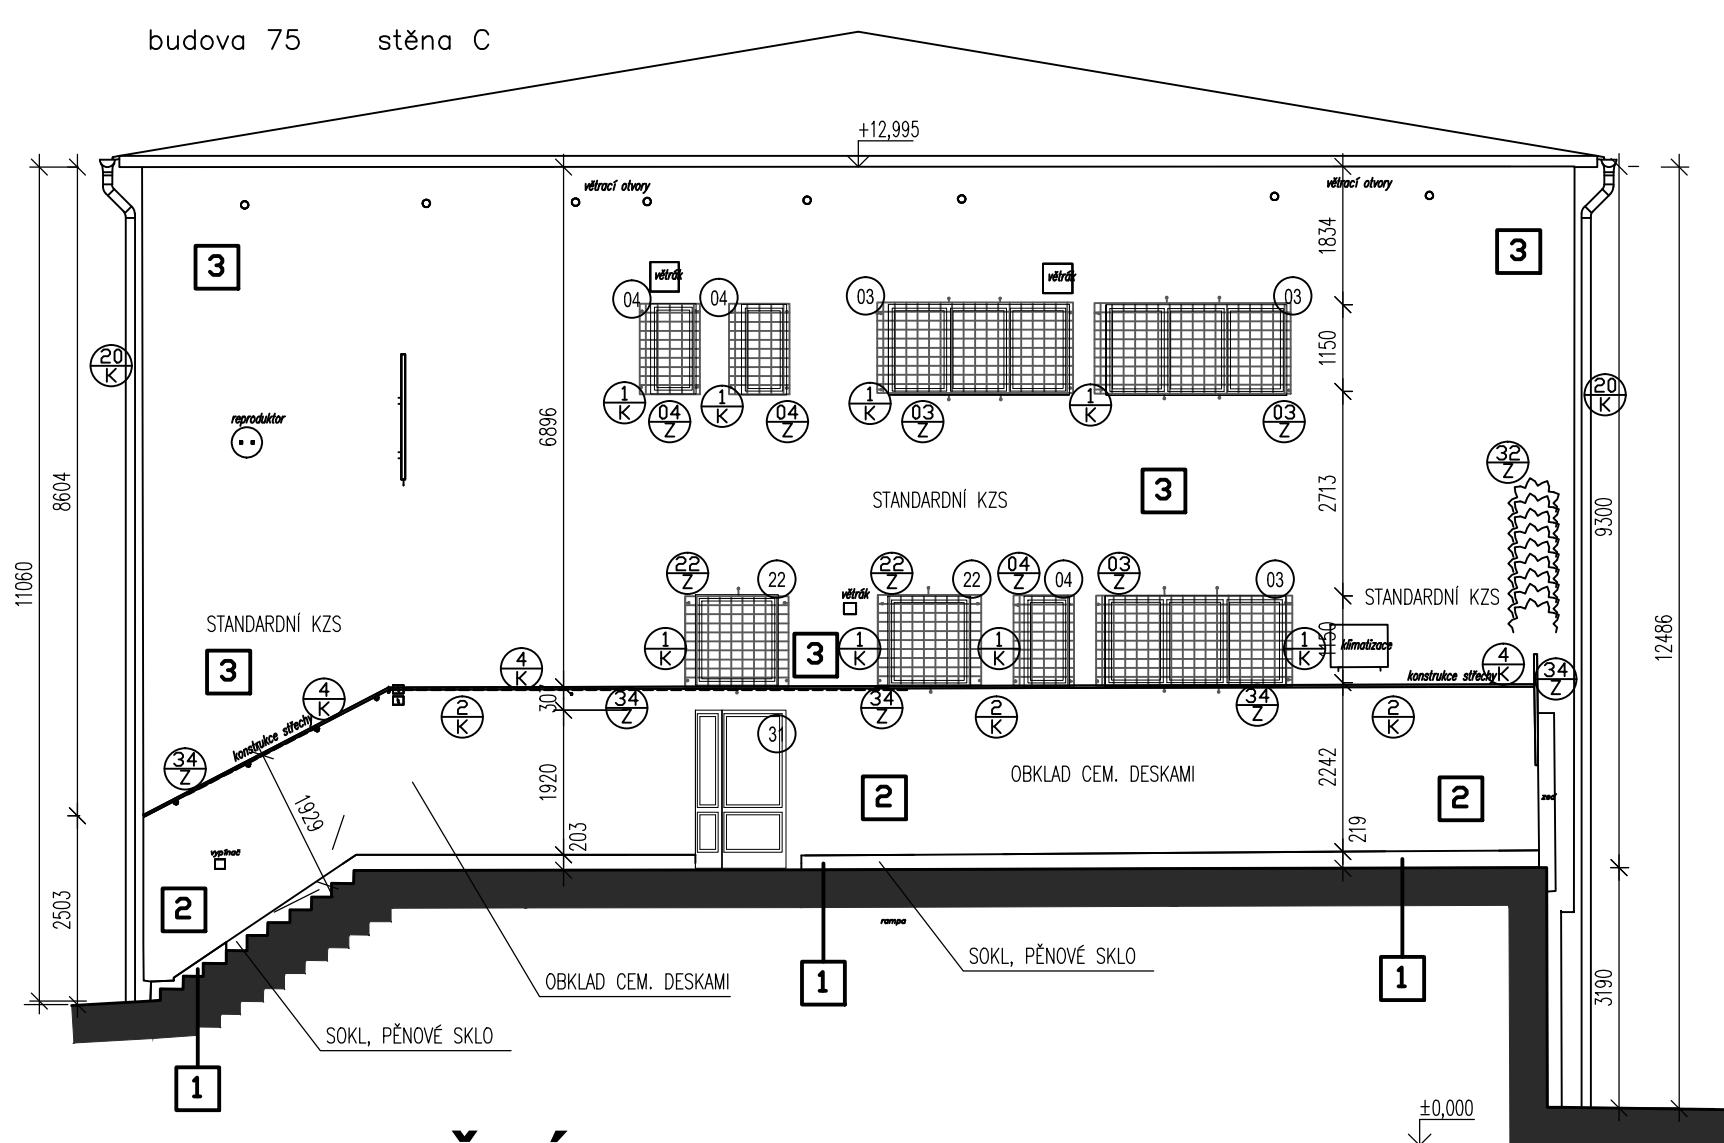 budova 75 stěna C
+12,995
větrací otvory
větrací otvory
1834
3
3
větrák
větrák
04
04
03
03
20
K
1150
20
K
1
K
1
K
1
K
1
K
04
Z
04
Z
03
Z
03
Z
reproduktor
6896
32
Z
8604
STANDARDNÍ KZS
3
2713
9300
11060
22
Z
22
22
Z
22
04
Z
04
03
Z
03
větrák
STANDARDNÍ KZS
STANDARDNÍ KZS
12486
1
K
3
1
K
1
K
1
K
1150
klimatizace
3
4
K
4
K
konstrukce střechy
34
Z
4
K
2
K
30
34
Z
34
Z
2
K
34
Z
2
K
konstrukce střechy
31
34
Z
1920
OBKLAD CEM. DESKAMI
2242
2
2
zeď
1929
203
219
vypínač
2503
2
rampa
SOKL, PĚNOVÉ SKLO
1
1
OBKLAD CEM. DESKAMI
3190
SOKL, PĚNOVÉ SKLO
1
±0,000